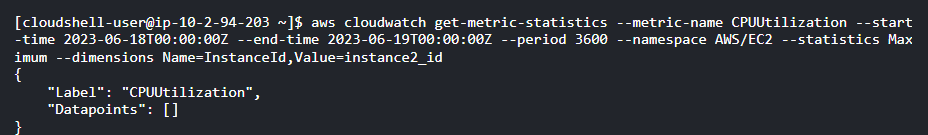 [cloudshell-user@ip-10-2-94-203 ~]$ aws cloudwatch get-metric-statistics --metric-name CPUUtilization --start
-time 2023-06-18T00:00:00Z --end-time 2023-06-19T00:00:00Z --period 3600 --namespace AWS/EC2 --statistics Max
imum --dimensions Name=InstanceId,Value=instance2_id
{
    "Label": "CPUUtilization",
    "Datapoints": []
}